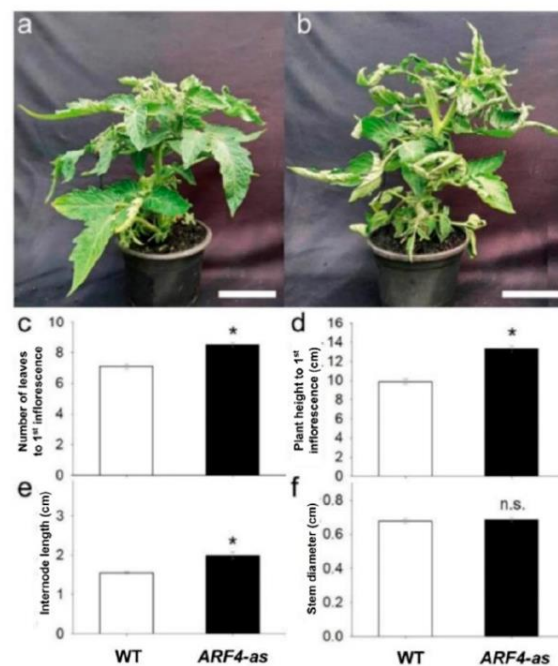 a
b
c
Number of leaves
to 1st inflorescence
10
8
6
4
2
0
*
d
Plant height to 1st
inflorescence (cm)
16
14
12
10
8
6
4
2
0
*
e
Internode length (cm)
3
2
1
0
*
WT
ARF4-as
f
Stem diameter (cm)
0.8
0.6
0.4
0.2
0.0
n.s.
WT
ARF4-as